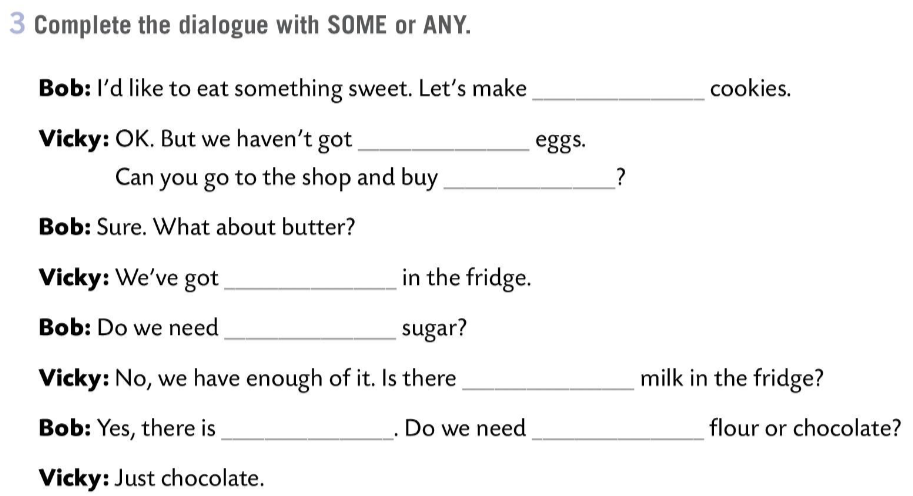 3 Complete the dialogue with SOME or ANY.
Bob: I'd like to eat something sweet. Let's make ____________ cookies.
Vicky: OK. But we haven't got ____________ eggs.
Can you go to the shop and buy ____________?
Bob: Sure. What about butter?
Vicky: We've got ____________ in the fridge.
Bob: Do we need ____________ sugar?
Vicky: No, we have enough of it. Is there ____________ milk in the fridge?
Bob: Yes, there is ____________. Do we need ____________ flour or chocolate?
Vicky: Just chocolate.